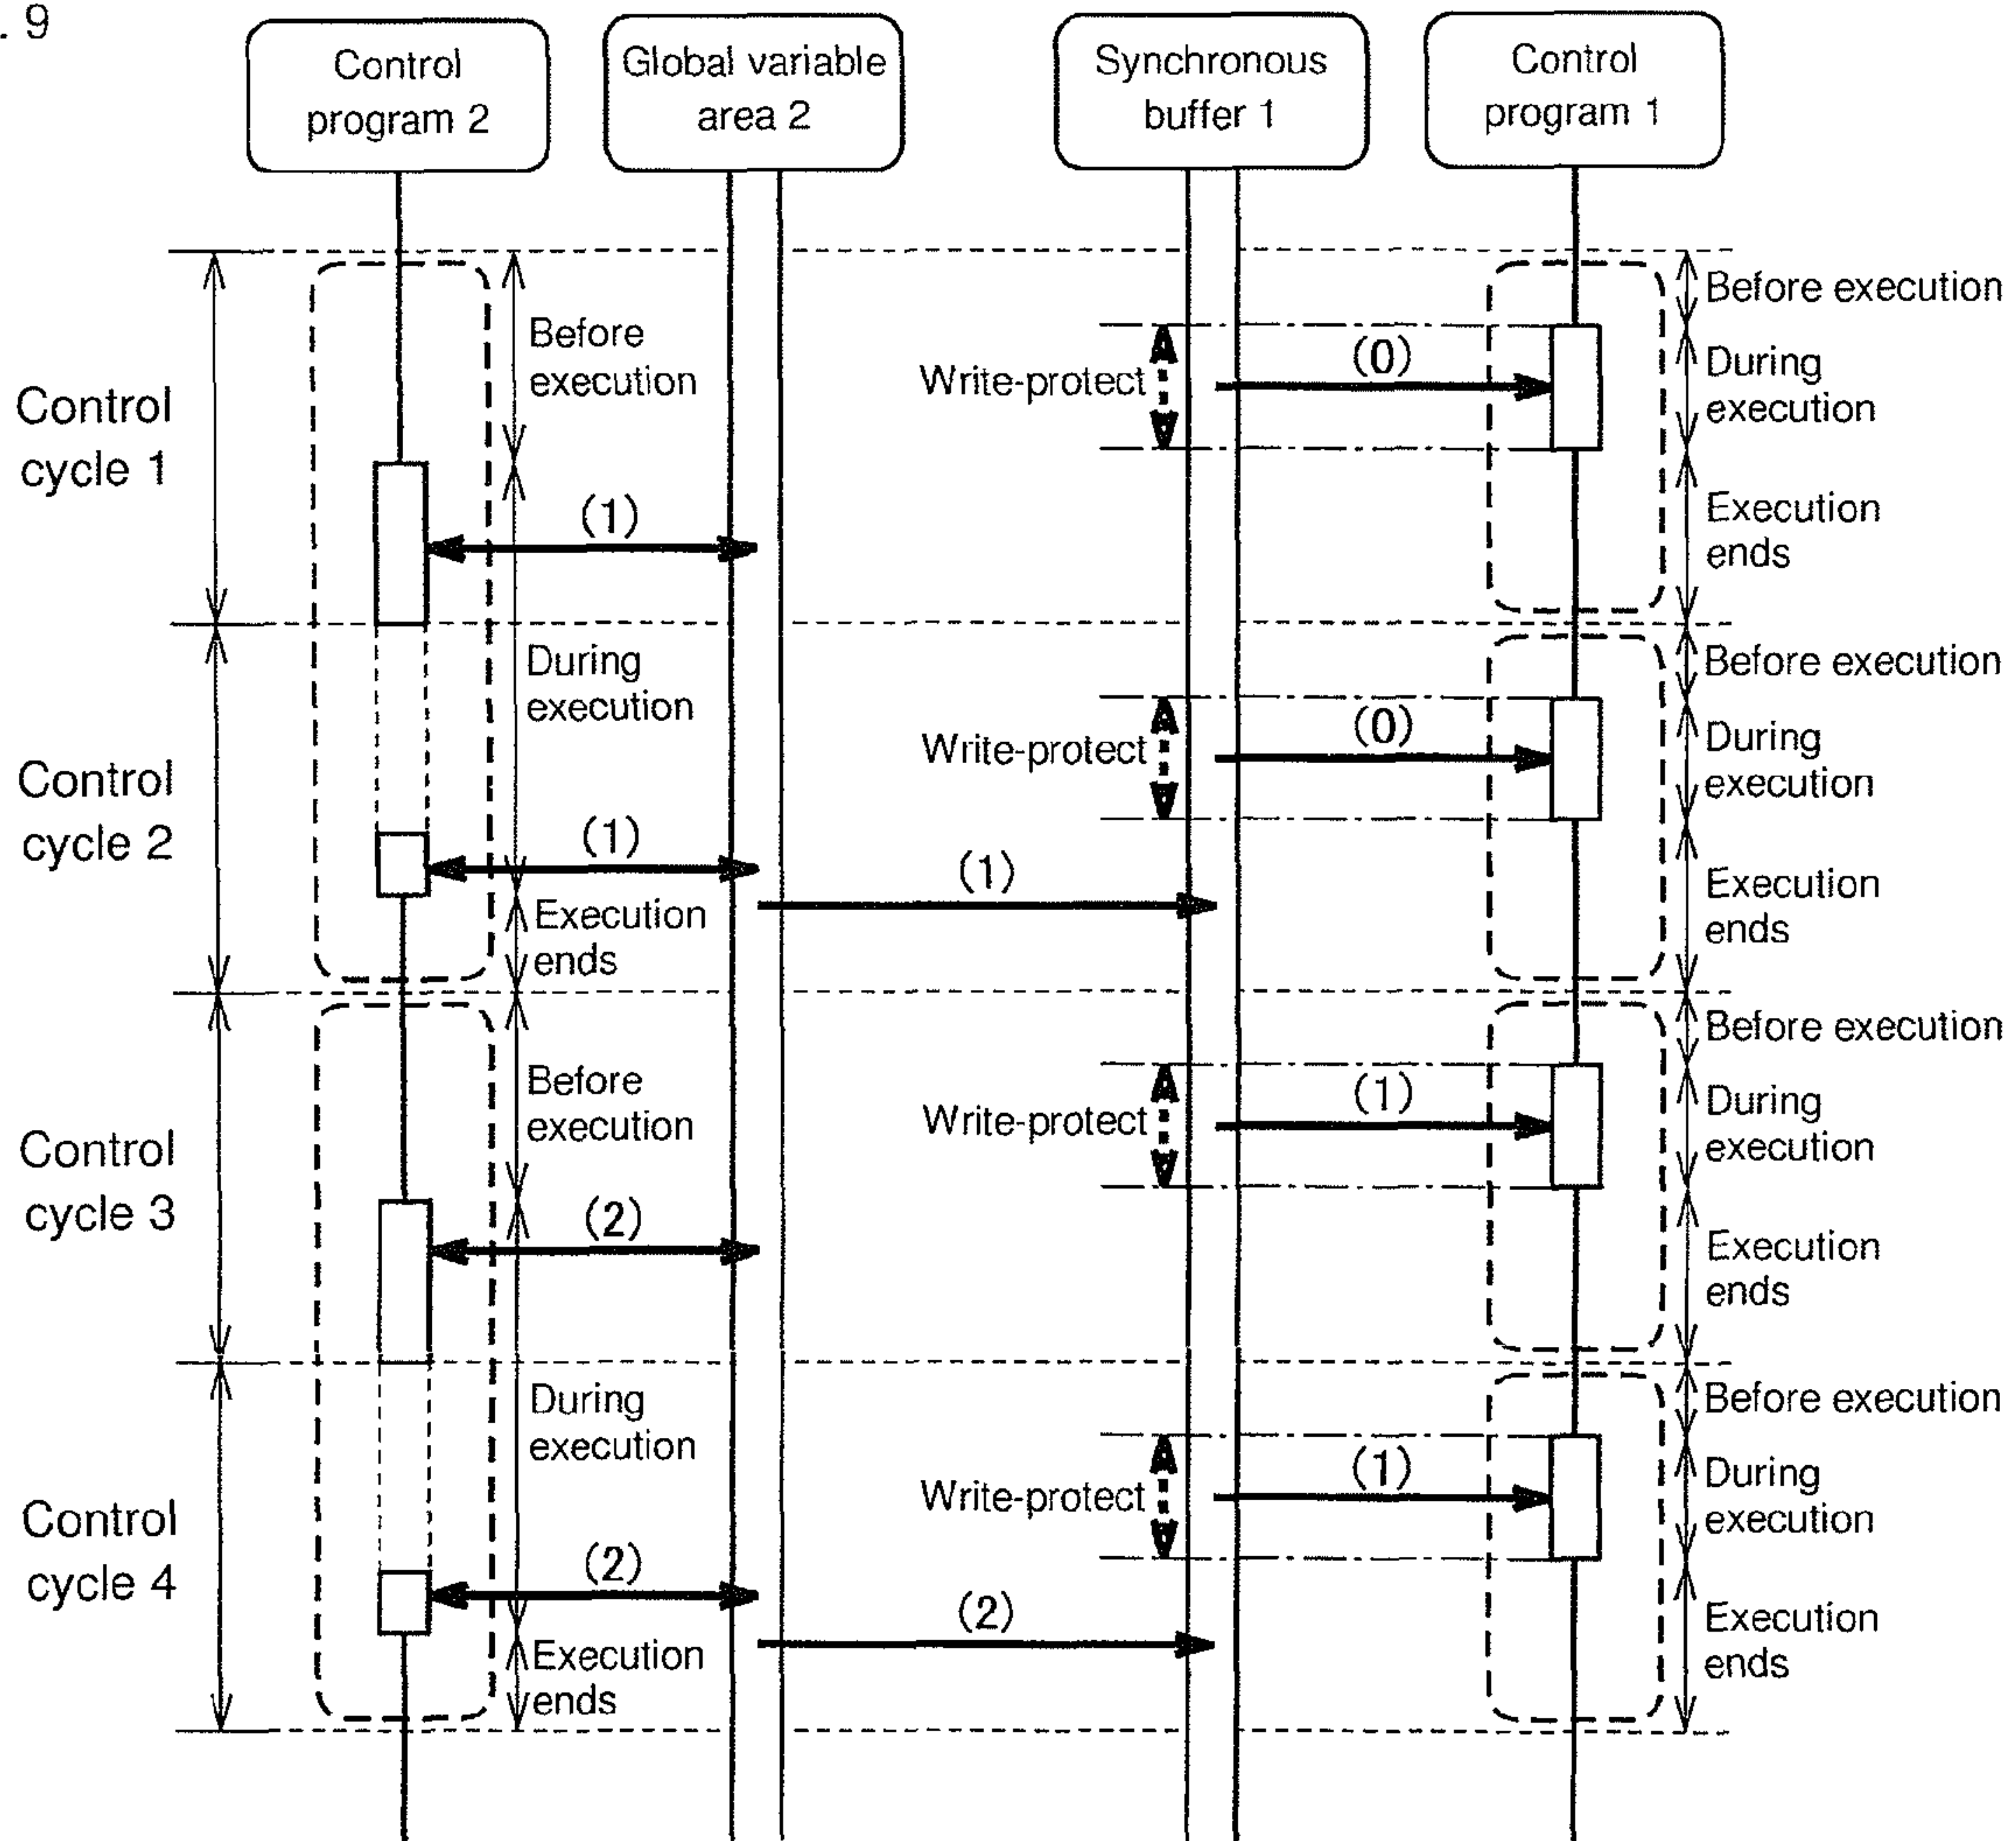 . 9
Control
program 2
Global variable
area 2
Synchronous
buffer 1
Control
program 1
Control
cycle 1
Before
execution
Write-protect
(0)
Before execution
During
execution
(1)
Execution
ends
Control
cycle 2
During
execution
Write-protect
(0)
Before execution
During
execution
(1)
(1)
Execution
ends
Execution
ends
Control
cycle 3
Before
execution
Write-protect
(1)
Before execution
During
execution
(2)
Execution
ends
Control
cycle 4
During
execution
Write-protect
(1)
Before execution
During
execution
(2)
(2)
Execution
ends
Execution
ends